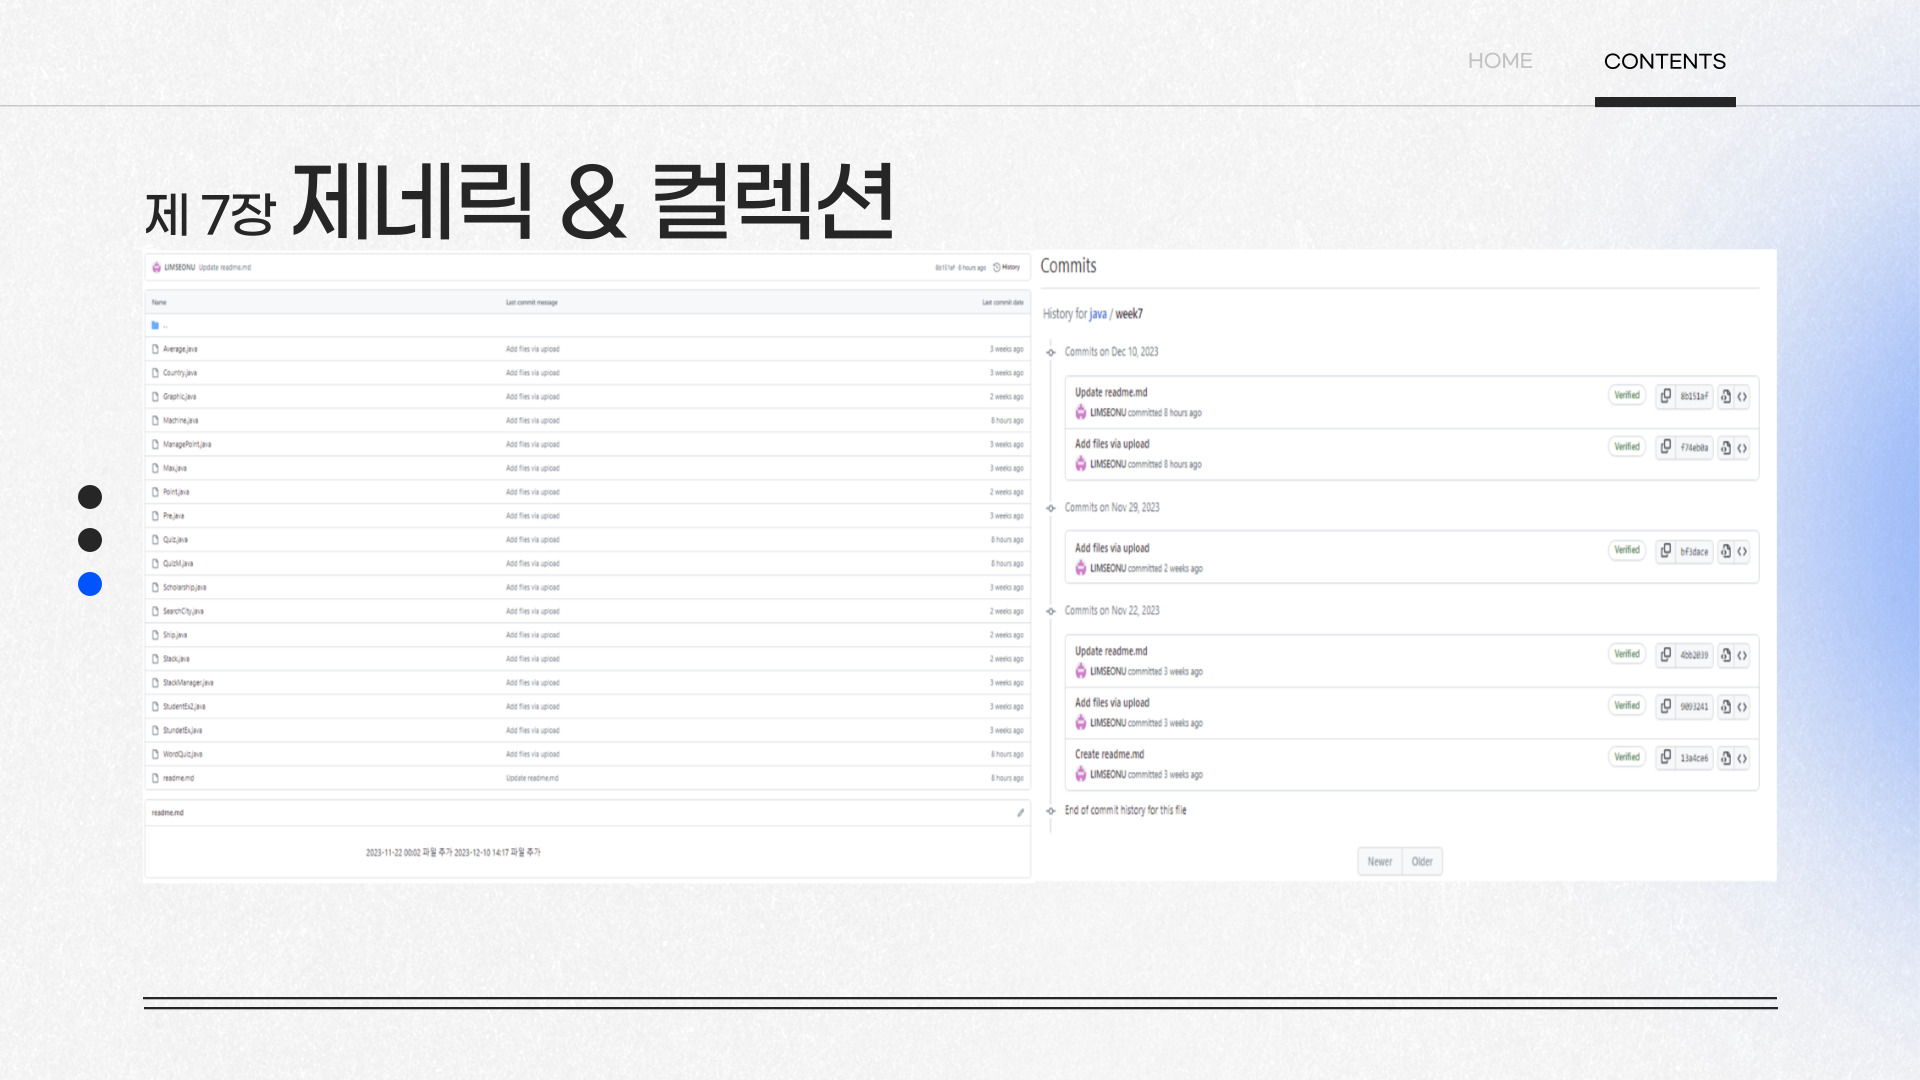 HOME
CONTENTS
제 7장 제네릭 & 컬렉션
LIMSEONU Update readme.md 8b151af · 8 hours ago History
Name Last commit message Last commit date
..
Average.java Add files via upload 3 weeks ago
Country.java Add files via upload 3 weeks ago
Graphic.java Add files via upload 2 weeks ago
Machine.java Add files via upload 8 hours ago
ManagePoint.java Add files via upload 3 weeks ago
Max.java Add files via upload 3 weeks ago
Point.java Add files via upload 2 weeks ago
Pre.java Add files via upload 3 weeks ago
Quiz.java Add files via upload 8 hours ago
QuizM.java Add files via upload 8 hours ago
Scholarship.java Add files via upload 3 weeks ago
SearchCity.java Add files via upload 2 weeks ago
Ship.java Add files via upload 2 weeks ago
Stack.java Add files via upload 2 weeks ago
StackManager.java Add files via upload 3 weeks ago
StudentEx2.java Add files via upload 3 weeks ago
StundetEx.java Add files via upload 3 weeks ago
WordQuiz.java Add files via upload 8 hours ago
readme.md Update readme.md 8 hours ago
readme.md
2023-11-22 00:02 파일 추가 2023-12-10 14:17 파일 추가
Commits
History for java / week7
Commits on Dec 10, 2023
Update readme.md Verified 8b151af
LIMSEONU committed 8 hours ago
Add files via upload Verified f74eb0a
LIMSEONU committed 8 hours ago
Commits on Nov 29, 2023
Add files via upload Verified bf3dace
LIMSEONU committed 2 weeks ago
Commits on Nov 22, 2023
Update readme.md Verified 4bb2039
LIMSEONU committed 3 weeks ago
Add files via upload Verified 9093241
LIMSEONU committed 3 weeks ago
Create readme.md Verified 13a4ce6
LIMSEONU committed 3 weeks ago
End of commit history for this file
Newer Older